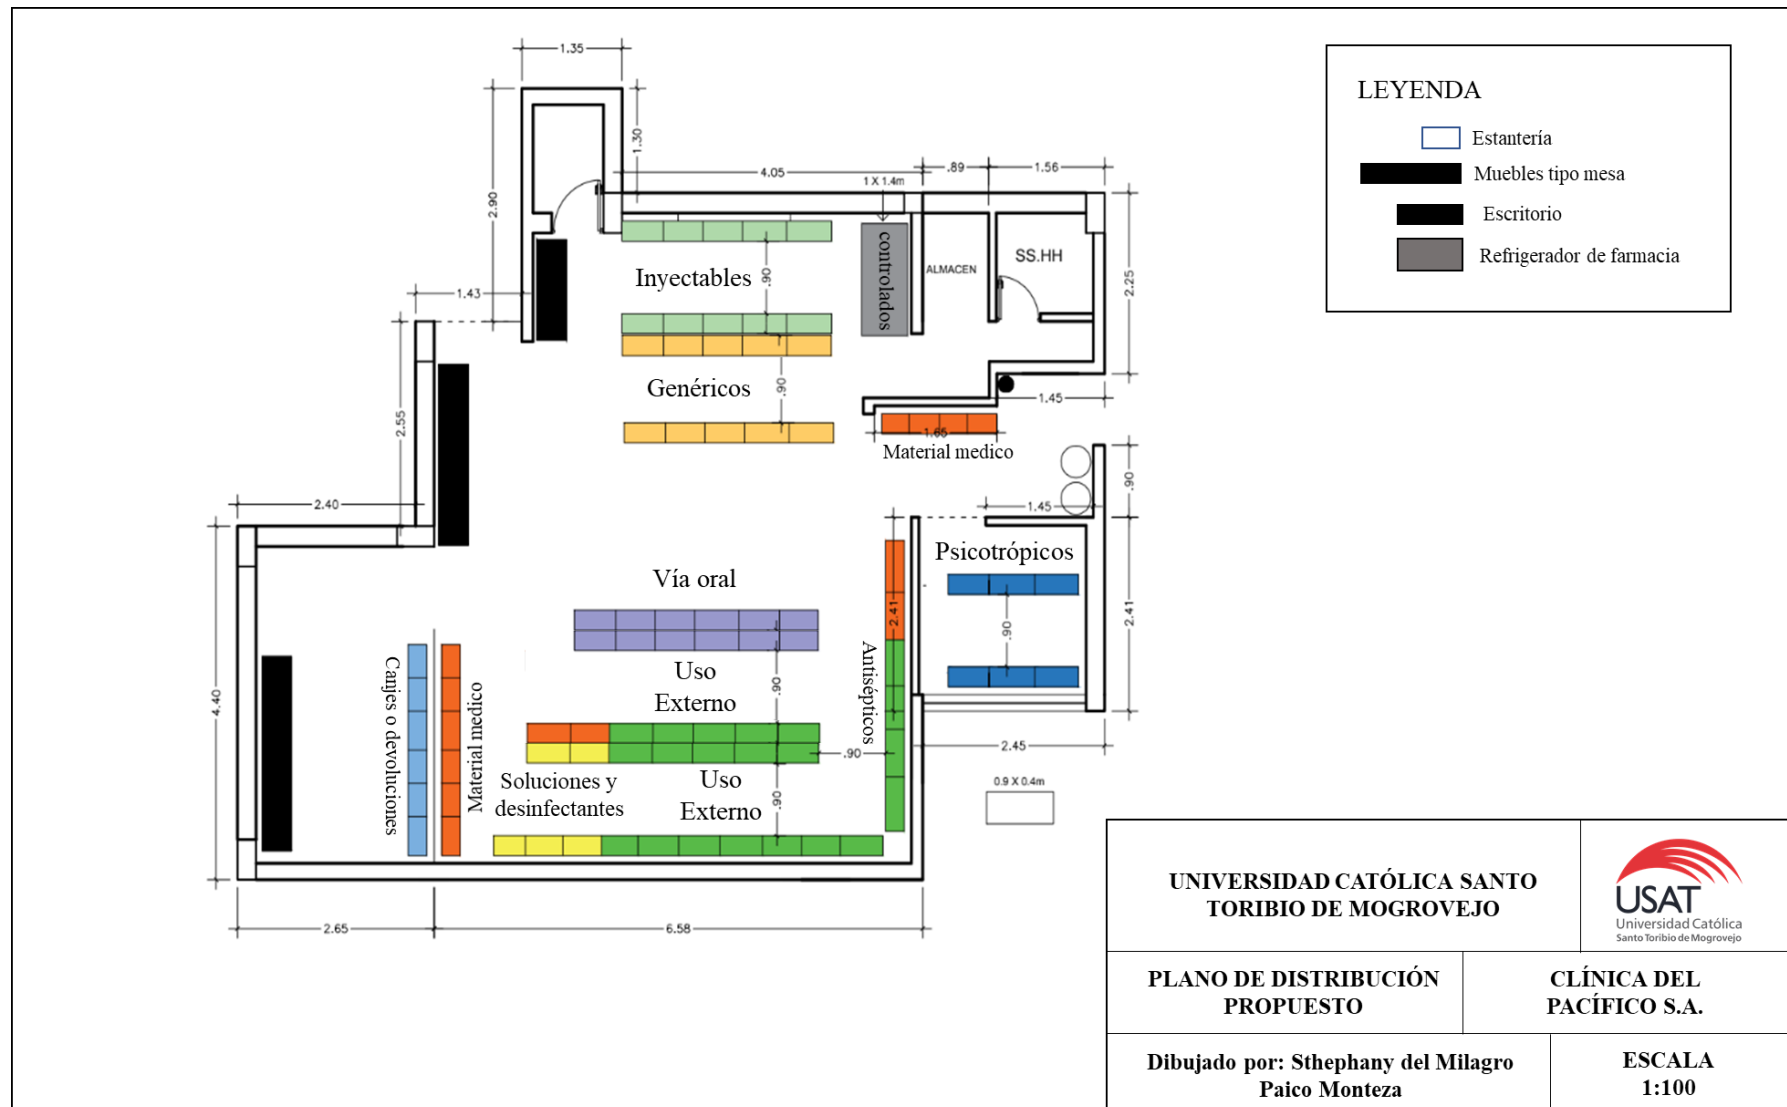 1.35
LEYENDA
Estantería
Muebles tipo mesa
Escritorio
Refrigerador de farmacia
2.90
1.30
4.05
.89
1.56
1 X 1.4m
controlados
ALMACEN
SS.HH
2.25
Inyectables
.90
1.43
Genéricos
.90
2.55
1.45
1.65
Material medico
.90
2.40
1.45
Psicotrópicos
.90
2.41
2.41
Vía oral
Uso
Externo
.90
Antisépticos
4.40
Canjes o devoluciones
Material medico
.90
2.45
Soluciones y
desinfectantes
Uso
Externo
.90
0.9 X 0.4m
2.65
6.58
UNIVERSIDAD CATÓLICA SANTO
TORIBIO DE MOGROVEJO
USAT
Universidad Católica
Santo Toribio de Mogrovejo
PLANO DE DISTRIBUCIÓN
PROPUESTO
CLÍNICA DEL
PACÍFICO S.A.
Dibujado por: Sthephany del Milagro
Paico Monteza
ESCALA
1:100